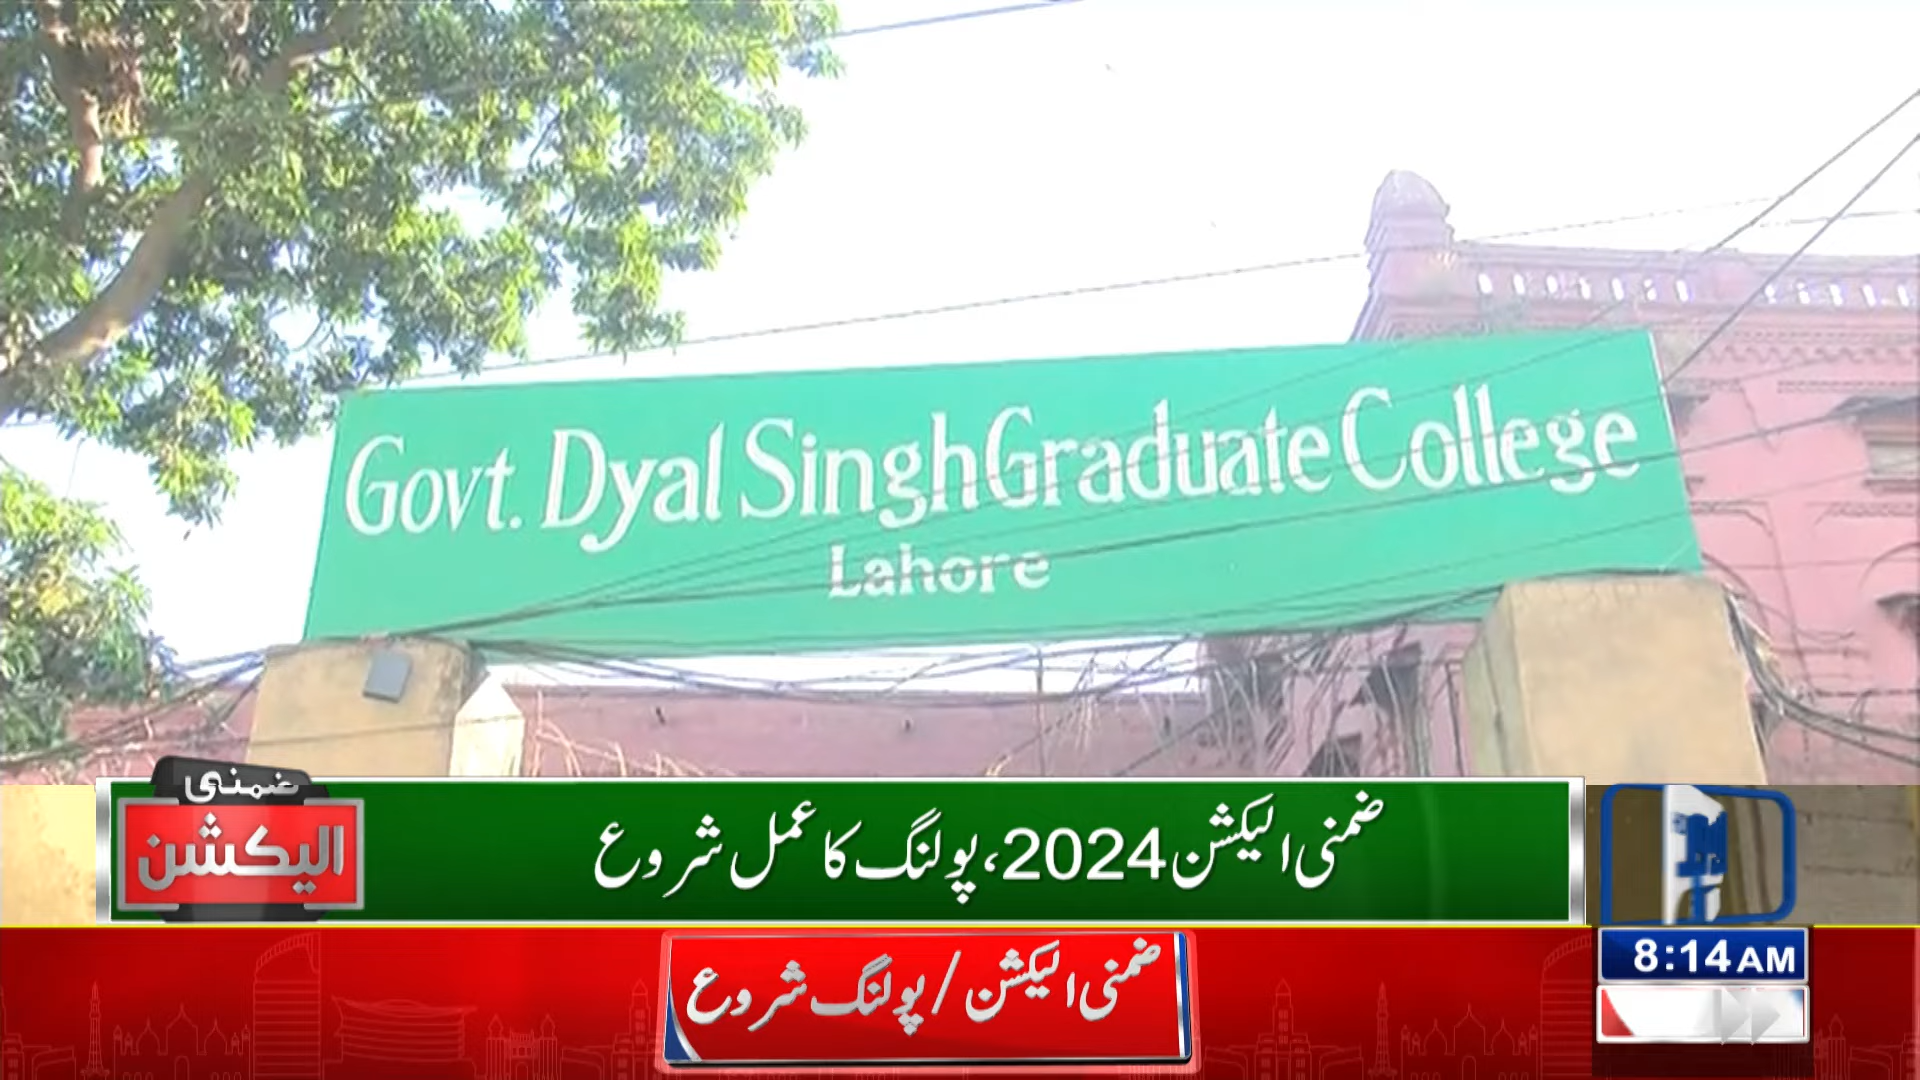 Govt. Dyal Singh Graduate College
Lahore
ضمنی
الیکشن
ضمنی الیکشن 2024، پولنگ کا عمل شروع
ضمنی الیکشن / پولنگ شروع
8:14 AM